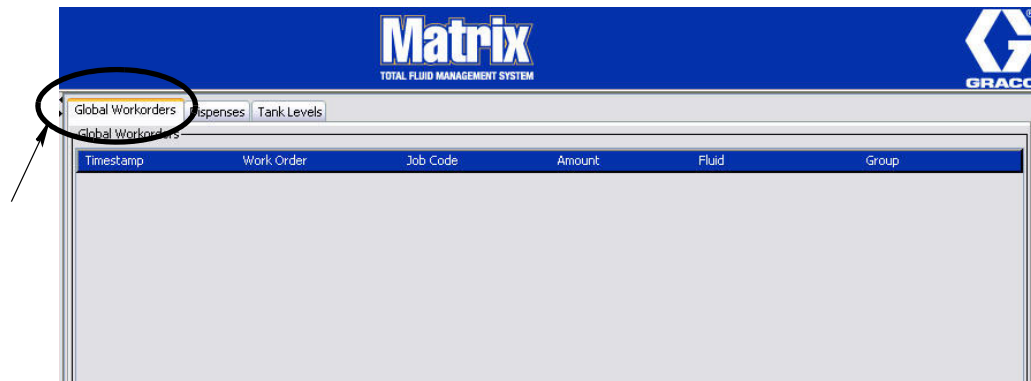 Matrix
TOTAL FLUID MANAGEMENT SYSTEM
GRACO
Global Workorders Dispenses Tank Levels
Global Workorders
Timestamp Work Order Job Code Amount Fluid Group